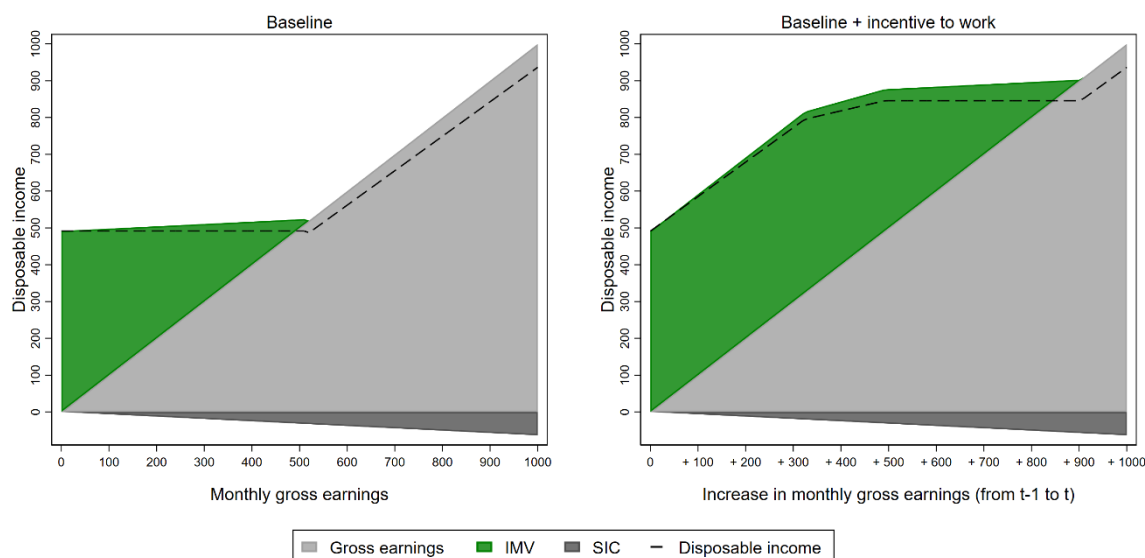 Baseline
Disposable income
0 100 200 300 400 500 600 700 800 900 1000
0 100 200 300 400 500 600 700 800 900 1000
Monthly gross earnings
Baseline + incentive to work
Disposable income
0 100 200 300 400 500 600 700 800 900 1000
0 + 100 + 200 + 300 + 400 + 500 + 600 + 700 + 800 + 900 + 1000
Increase in monthly gross earnings (from t-1 to t)
Gross earnings IMV SIC Disposable income